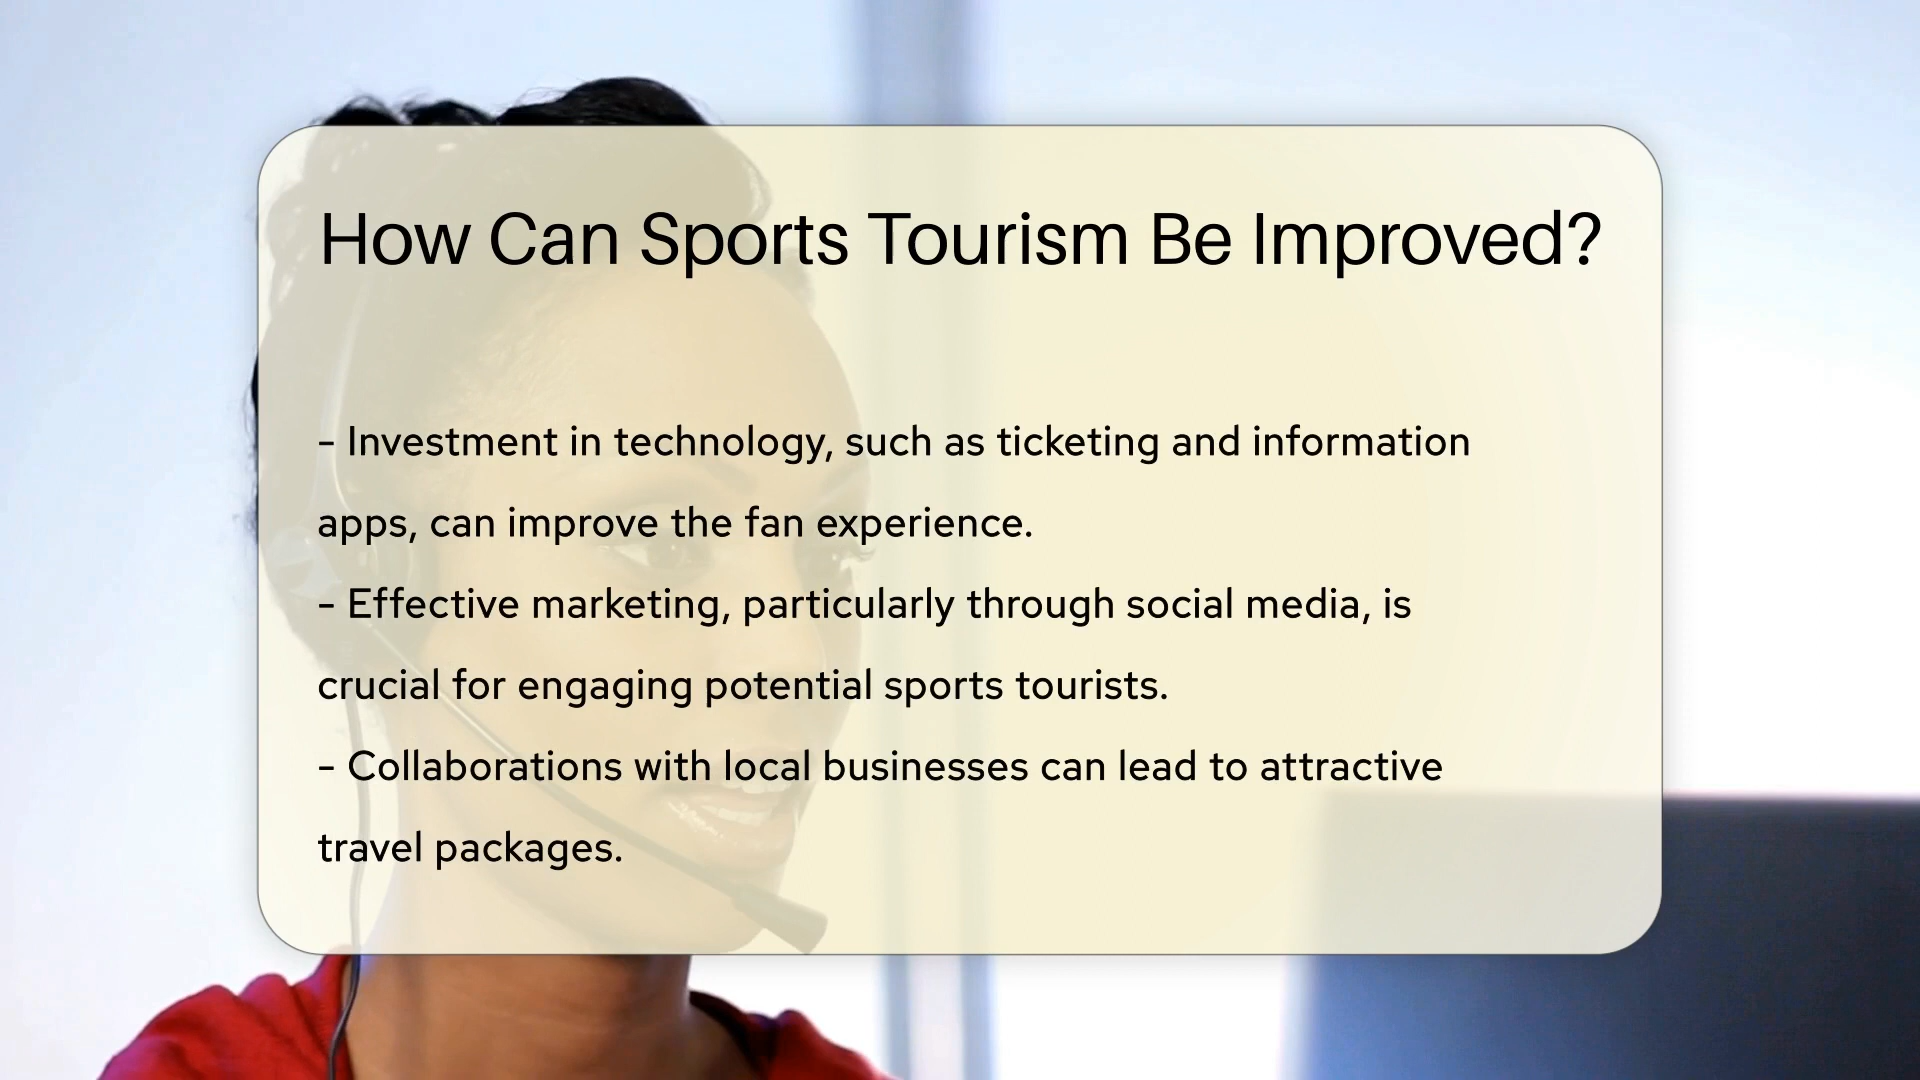 How Can Sports Tourism Be Improved?
- Investment in technology, such as ticketing and information
apps, can improve the fan experience.
- Effective marketing, particularly through social media, is
crucial for engaging potential sports tourists.
- Collaborations with local businesses can lead to attractive
travel packages.